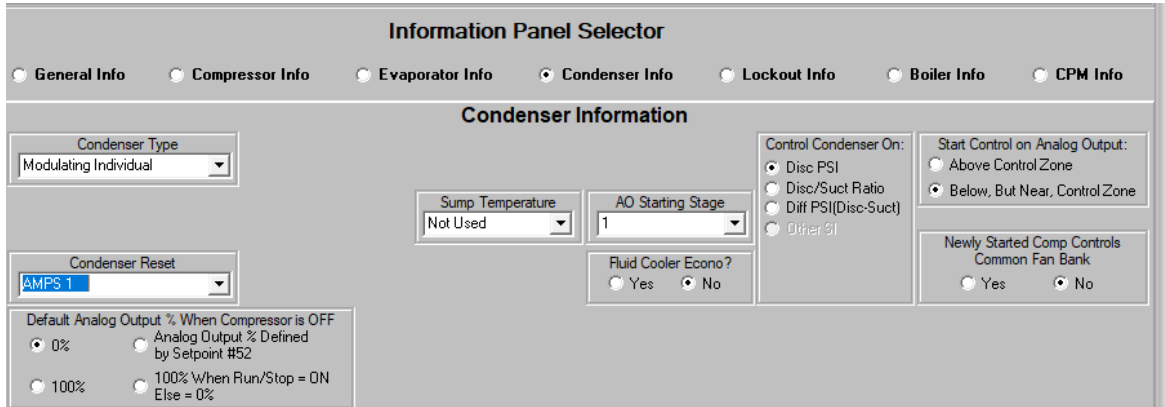 Information Panel Selector
General Info Compressor Info Evaporator Info Condenser Info Lockout Info Boiler Info CPM Info
Condenser Information
Condenser Type
Modulating Individual
Sump Temperature
Not Used
AO Starting Stage
1
Control Condenser On:
Disc PSI
Disc/Suct Ratio
Diff PSI(Disc-Suct)
Other SI
Start Control on Analog Output:
Above Control Zone
Below, But Near, Control Zone
Condenser Reset
AMPS 1
Fluid Cooler Econo?
Yes No
Newly Started Comp Controls
Common Fan Bank
Yes No
Default Analog Output % When Compressor is OFF
0%
Analog Output % Defined
by Setpoint #52
100%
100% When Run/Stop = ON
Else = 0%